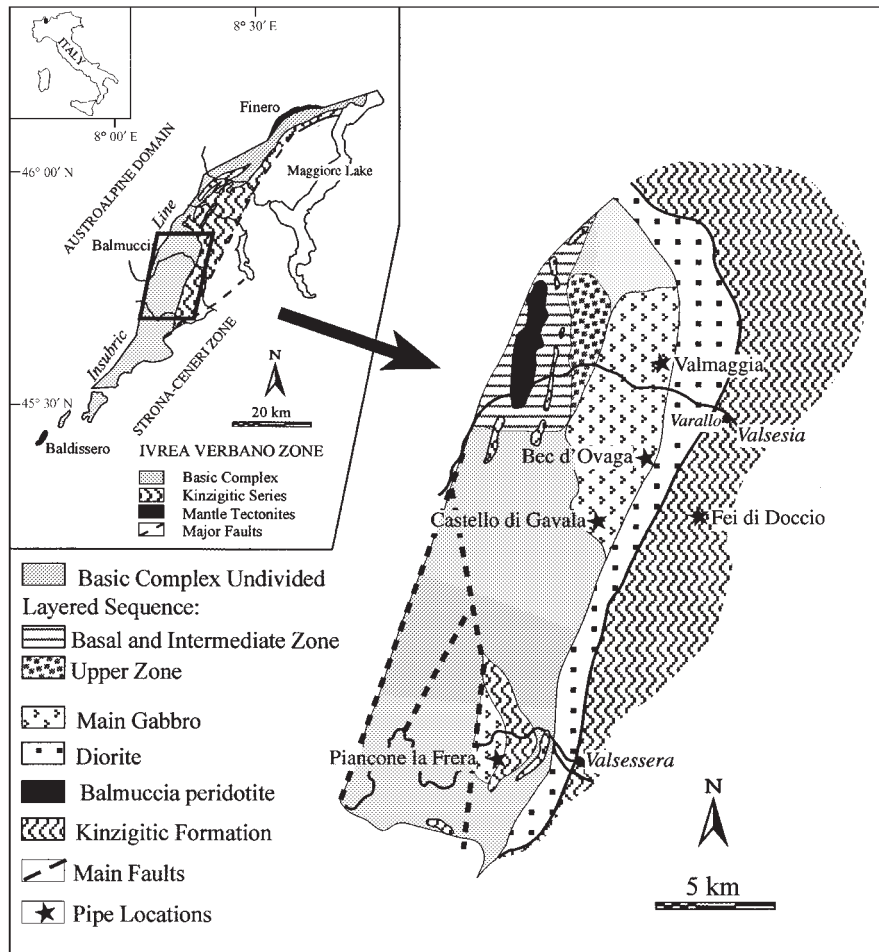 ITALY
8° 30′ E
8° 00′ E
Finero
46° 00′ N
AUSTROALPINE DOMAIN
Maggiore Lake
Insubric Line
Balmuccia
STRONA-CENERI ZONE
N
20 km
45° 30′ N
Baldissero
IVREA VERBANO ZONE
Basic Complex
Kinzigitic Series
Mantle Tectonites
Major Faults
Basic Complex Undivided
Layered Sequence:
Basal and Intermediate Zone
Upper Zone
Main Gabbro
Diorite
Balmuccia peridotite
Kinzigitic Formation
Main Faults
Pipe Locations
Valmaggia
Varallo
Valsesia
Bec d'Ovaga
Castello di Gavala
Fei di Doccio
Piancone la Frera
Valsessera
N
5 km